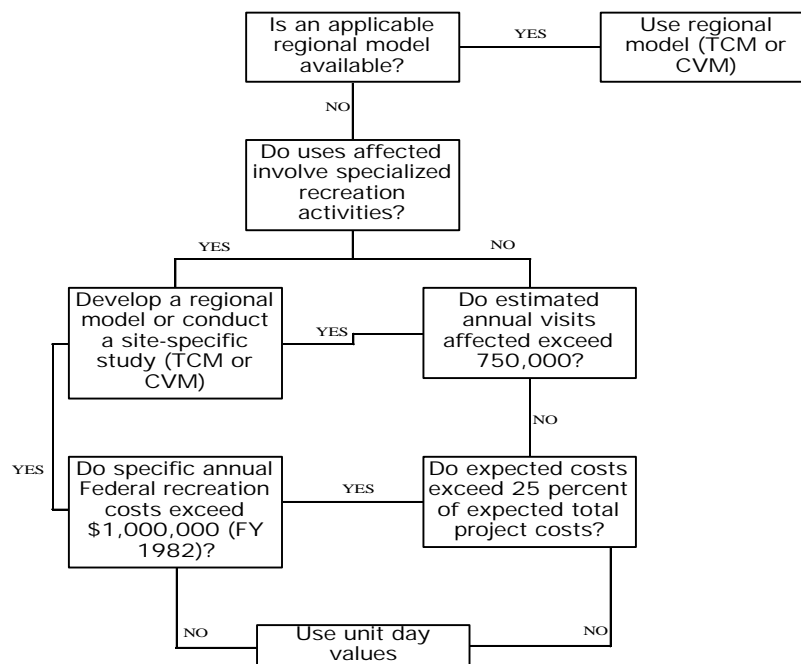 Is an applicable
regional model
available?
YES
Use regional
model (TCM or
CVM)
NO
Do uses affected
involve specialized
recreation
activities?
YES
NO
Develop a regional
model or conduct
a site-specific
study (TCM or
CVM)
YES
Do estimated
annual visits
affected exceed
750,000?
NO
YES
Do specific annual
Federal recreation
costs exceed
$1,000,000 (FY
1982)?
YES
Do expected costs
exceed 25 percent
of expected total
project costs?
NO
Use unit day
values
NO